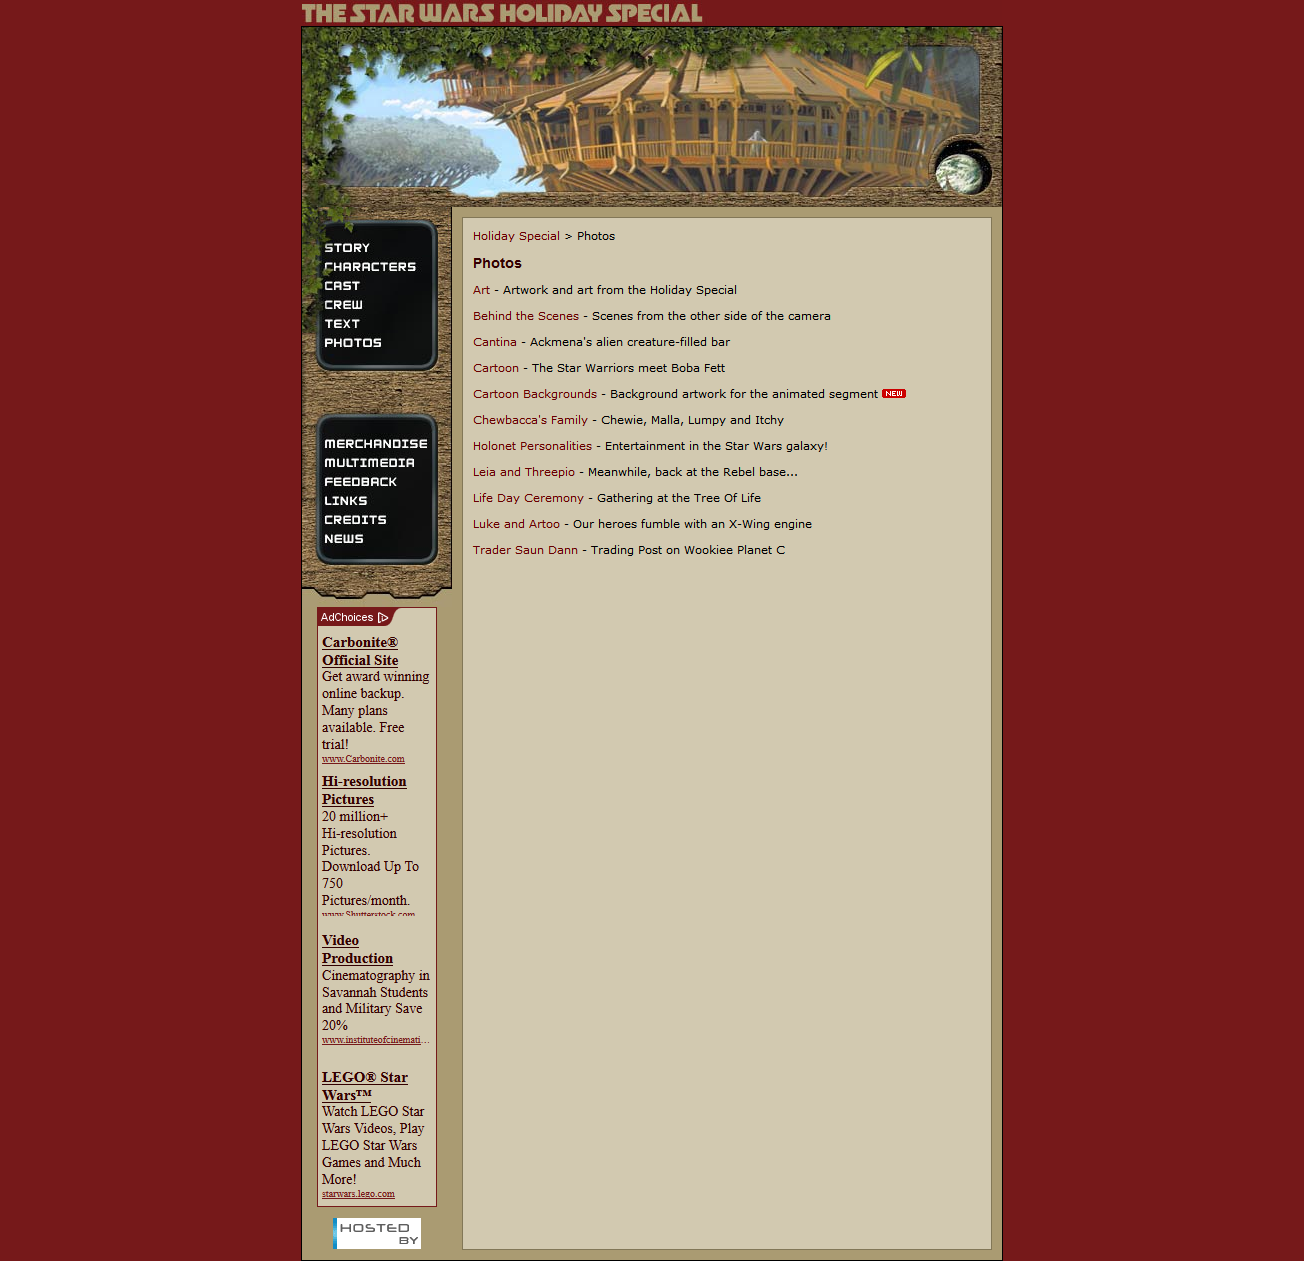 THE STAR WARS HOLIDAY SPECIAL
STORY
CHARACTERS
CAST
CREW
TEXT
PHOTOS
MERCHANDISE
MULTIMEDIA
FEEDBACK
LINKS
CREDITS
NEWS
AdChoices
Carbonite®
Official Site
Get award winning
online backup.
Many plans
available. Free
trial!
www.Carbonite.com
Hi-resolution
Pictures
20 million+
Hi-resolution
Pictures.
Download Up To
750
Pictures/month.
www.Shutterstock.com
Video
Production
Cinematography in
Savannah Students
and Military Save
20%
www.instituteofcinemati...
LEGO® Star
Wars™
Watch LEGO Star
Wars Videos, Play
LEGO Star Wars
Games and Much
More!
starwars.lego.com
HOSTED
BY
Holiday Special > Photos
Photos
Art - Artwork and art from the Holiday Special
Behind the Scenes - Scenes from the other side of the camera
Cantina - Ackmena's alien creature-filled bar
Cartoon - The Star Warriors meet Boba Fett
Cartoon Backgrounds - Background artwork for the animated segment NEW
Chewbacca's Family - Chewie, Malla, Lumpy and Itchy
Holonet Personalities - Entertainment in the Star Wars galaxy!
Leia and Threepio - Meanwhile, back at the Rebel base...
Life Day Ceremony - Gathering at the Tree Of Life
Luke and Artoo - Our heroes fumble with an X-Wing engine
Trader Saun Dann - Trading Post on Wookiee Planet C